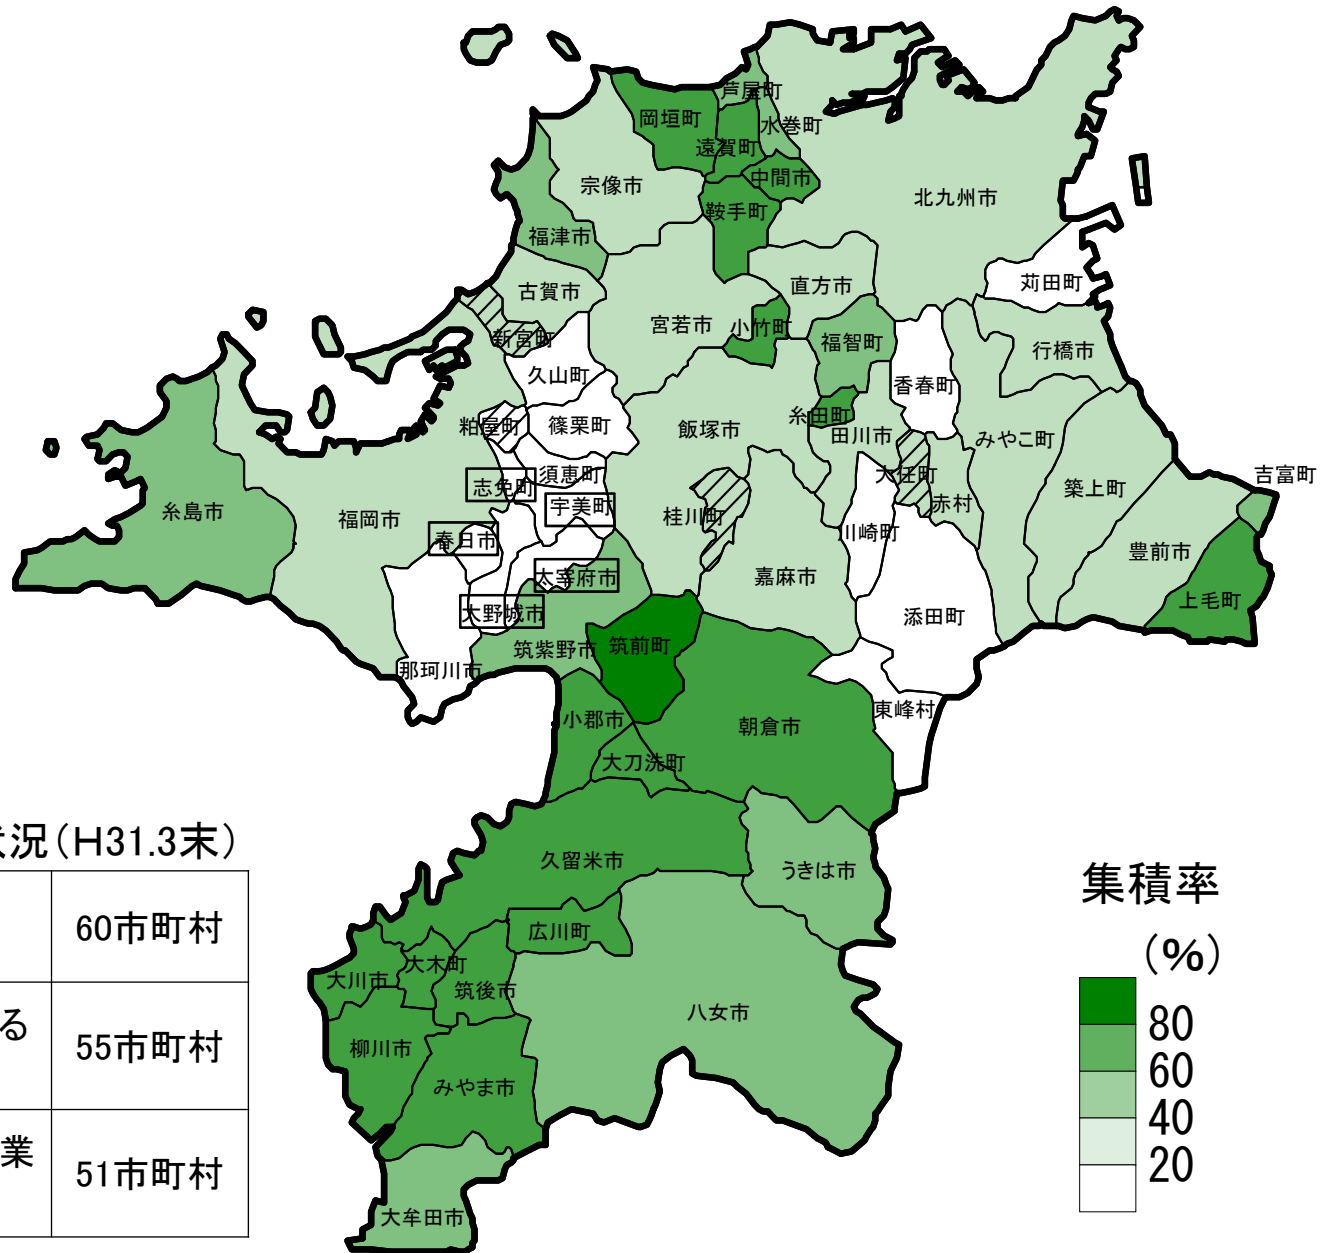 芦屋町
岡垣町
水巻町
遠賀町
中間市
宗像市
北九州市
鞍手町
福津市
苅田町
直方市
古賀市
宮若市
小竹町
新宮町
福智町
行橋市
久山町
香春町
糸田町
粕屋町
篠栗町
飯塚市
田川市
みやこ町
須恵町
大任町
吉富町
志免町
築上町
赤村
宇美町
糸島市
福岡市
桂川町
川崎町
春日市
豊前市
太宰府市
嘉麻市
上毛町
大野城市
添田町
筑前町
筑紫野市
那珂川市
東峰村
小郡市
朝倉市
大刀洗町
久留米市
うきは市
広川町
大木町
大川市
筑後市
八女市
柳川市
みやま市
大牟田市
況(H31.3末)
60市町村
る
55市町村
業
51市町村
集積率
(%)
80
60
40
20